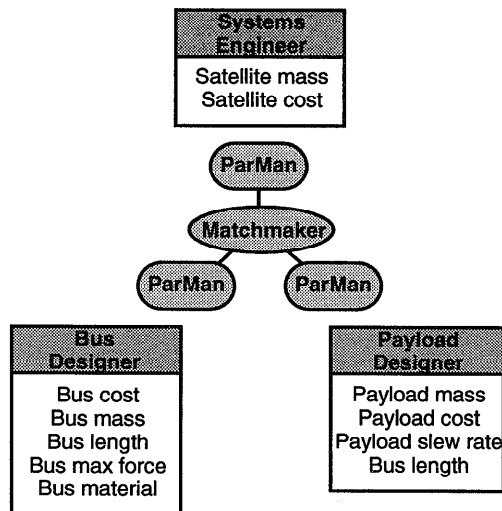 Systems
Engineer
Satellite mass
Satellite cost
ParMan
Matchmaker
ParMan
ParMan
Bus
Designer
Bus cost
Bus mass
Bus length
Bus max force
Bus material
Payload
Designer
Payload mass
Payload cost
Payload slew rate
Bus length